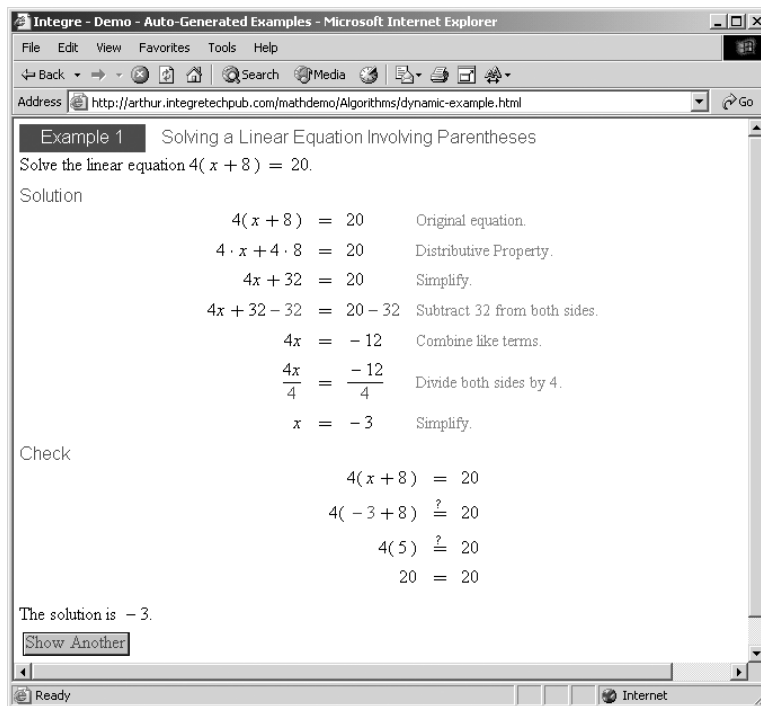 Integre - Demo - Auto-Generated Examples - Microsoft Internet Explorer
File Edit View Favorites Tools Help
Back Search Media
Address http://arthur.integretechpub.com/mathdemo/Algorithms/dynamic-example.html Go
Example 1 Solving a Linear Equation Involving Parentheses
Solve the linear equation 4( x + 8 ) = 20.
Solution
4( x + 8 ) = 20 Original equation.
4 · x + 4 · 8 = 20 Distributive Property.
4x + 32 = 20 Simplify.
4x + 32 − 32 = 20 − 32 Subtract 32 from both sides.
4x = − 12 Combine like terms.
4x/4 = − 12/4 Divide both sides by 4.
x = − 3 Simplify.
Check
4( x + 8 ) = 20
4( − 3 + 8 ) ≟ 20
4( 5 ) ≟ 20
20 = 20
The solution is − 3.
Show Another
Ready Internet